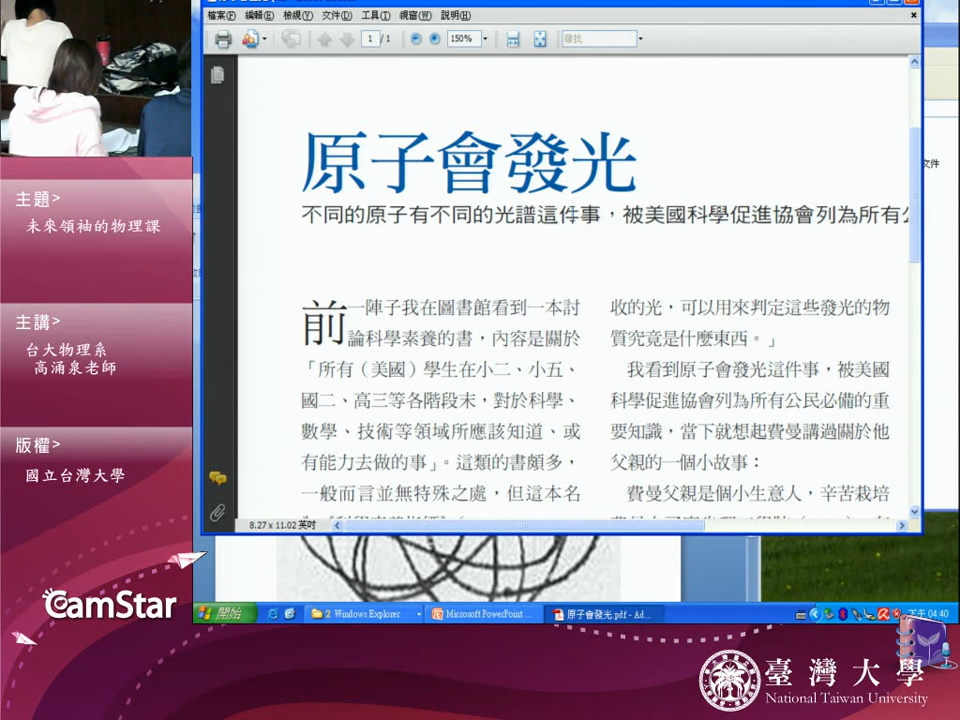 檔案(F) 編輯(E) 檢視(V) 文件(D) 工具(T) 視窗(W) 說明(H)
1 / 1
150%
尋找
原子會發光
不同的原子有不同的光譜這件事，被美國科學促進協會列為所有公
前一陣子我在圖書館看到一本討
論科學素養的書，內容是關於
「所有（美國）學生在小二、小五、
國二、高三等各階段末，對於科學、
數學、技術等領域所應該知道、或
有能力去做的事」。這類的書頗多，
一般而言並無特殊之處，但這本名
收的光，可以用來判定這些發光的物
質究竟是什麼東西。」
我看到原子會發光這件事，被美國
科學促進協會列為所有公民必備的重
要知識，當下就想起費曼講過關於他
父親的一個小故事：
費曼父親是個小生意人，辛苦栽培
8.27 x 11.02 英吋
文件
主題>
未來領袖的物理課
主講>
台大物理系
高涌泉老師
版權>
國立台灣大學
CamStar
開始
2 Windows Explorer
Microsoft PowerPoint ...
原子會發光.pdf - Ad...
下午 04:40
臺灣大學
National Taiwan University